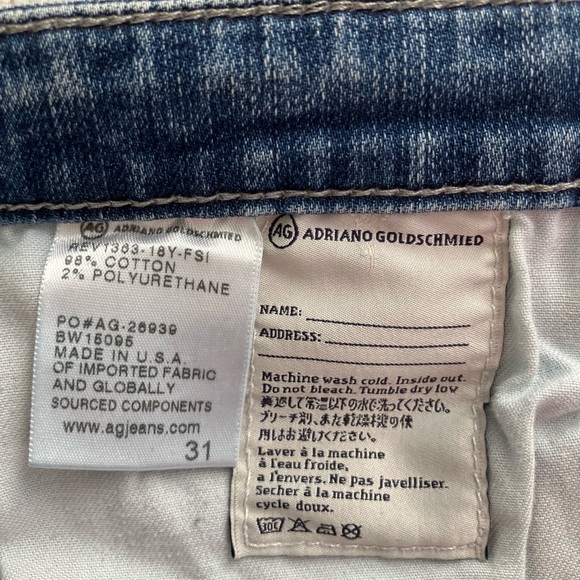 AG ADRIANO GOLDSCHMIED
REV1363-18Y-FSI
98% COTTON
2% POLYURETHANE
PO#AG-26939
BW15095
MADE IN U.S.A.
OF IMPORTED FABRIC
AND GLOBALLY
SOURCED COMPONENTS
www.agjeans.com
31
AG ADRIANO GOLDSCHMIED
NAME:
ADDRESS:
Machine wash cold. Inside out.
Do not bleach. Tumble dry low
裏返して常温以下の水で洗ってください。
ブリーチ剤、また乾燥機の使
用はお避けください。
Laver à la machine
à l'eau froide,
a l'envers. Ne pas javelliser.
Secher à la machine
cycle doux.
30C